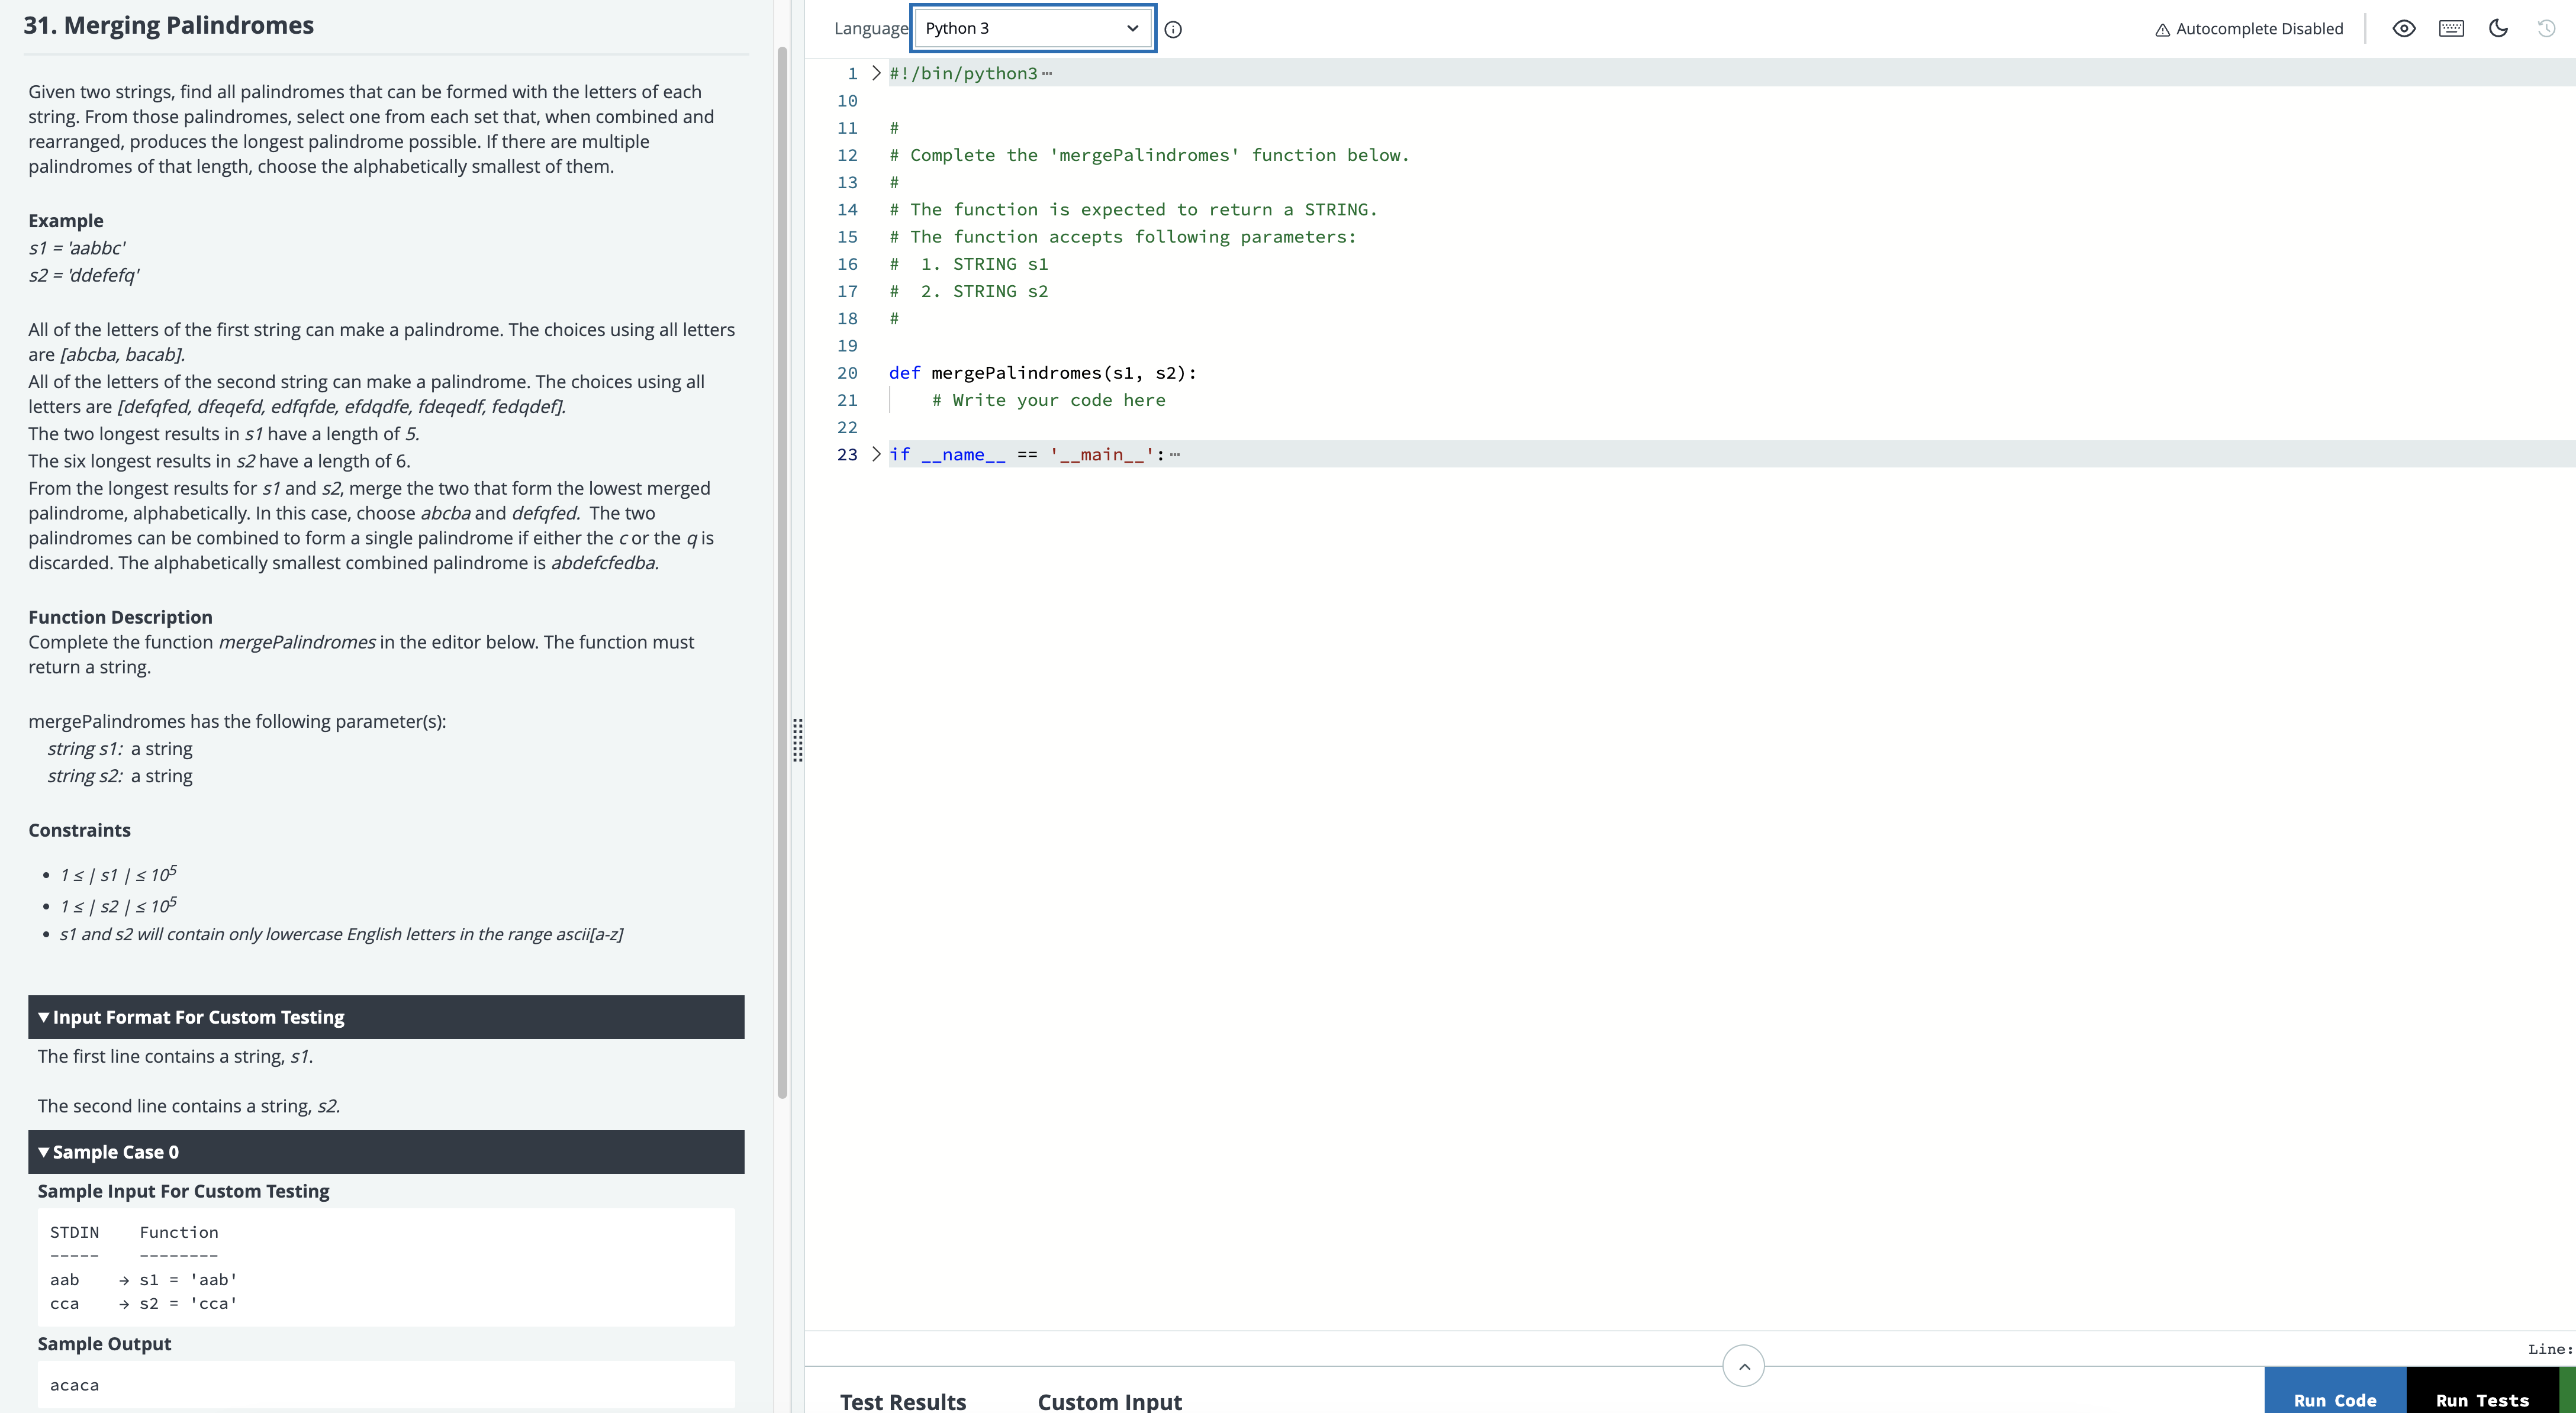 31. Merging Palindromes
Given two strings, find all palindromes that can be formed with the letters of each
string. From those palindromes, select one from each set that, when combined and
rearranged, produces the longest palindrome possible. If there are multiple
palindromes of that length, choose the alphabetically smallest of them.
Example
s1 = 'aabbc'
s2 = 'ddefefq'
All of the letters of the first string can make a palindrome. The choices using all letters
are [abcba, bacab].
All of the letters of the second string can make a palindrome. The choices using all
letters are [defqfed, dfeqefd, edfqfde, efdqdfe, fdeqedf, fedqdef].
The two longest results in s1 have a length of 5.
The six longest results in s2 have a length of 6.
From the longest results for s1 and s2, merge the two that form the lowest merged
palindrome, alphabetically. In this case, choose abcba and defqfed.  The two
palindromes can be combined to form a single palindrome if either the c or the q is
discarded. The alphabetically smallest combined palindrome is abdefcfedba.
Function Description
Complete the function mergePalindromes in the editor below. The function must
return a string.
mergePalindromes has the following parameter(s):
string s1:  a string
string s2:  a string
Constraints
• 1 ≤ | s1 | ≤ 10^5
• 1 ≤ | s2 | ≤ 10^5
• s1 and s2 will contain only lowercase English letters in the range ascii[a-z]
▼ Input Format For Custom Testing
The first line contains a string, s1.
The second line contains a string, s2.
▼ Sample Case 0
Sample Input For Custom Testing
STDIN    Function
-----    --------
aab  → s1 = 'aab'
cca  → s2 = 'cca'
Sample Output
acaca
Language Python 3
Autocomplete Disabled
1 #!/bin/python3⋯
10
11 #
12 # Complete the 'mergePalindromes' function below.
13 #
14 # The function is expected to return a STRING.
15 # The function accepts following parameters:
16 #  1. STRING s1
17 #  2. STRING s2
18 #
19
20 def mergePalindromes(s1, s2):
21     # Write your code here
22
23 if __name__ == '__main__':⋯
Line:
Test Results Custom Input
Run Code Run Tests